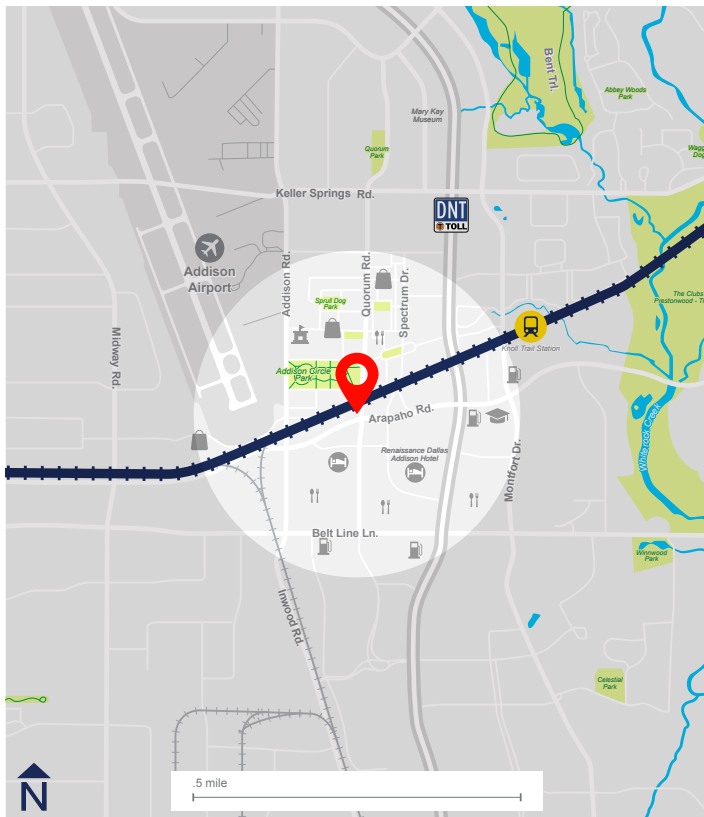 Bent Trl.
Abbey Woods
Park
Mary Kay
Museum
Quorum
Park
Keller Springs Rd.
DNT
TOLL
Addison
Airport
Addison Rd.
Quorum Rd.
Spectrum Dr.
Spruill Dog
Park
The Clubs
Prestonwood - T
Midway Rd.
Knoll Trail Station
Addison Circle
Park
Arapaho Rd.
Renaissance Dallas
Addison Hotel
Montfort Dr.
Whiterock Creek
Belt Line Ln.
Winnwood
Park
Inwood Rd.
Celestial
Park
N
.5 mile